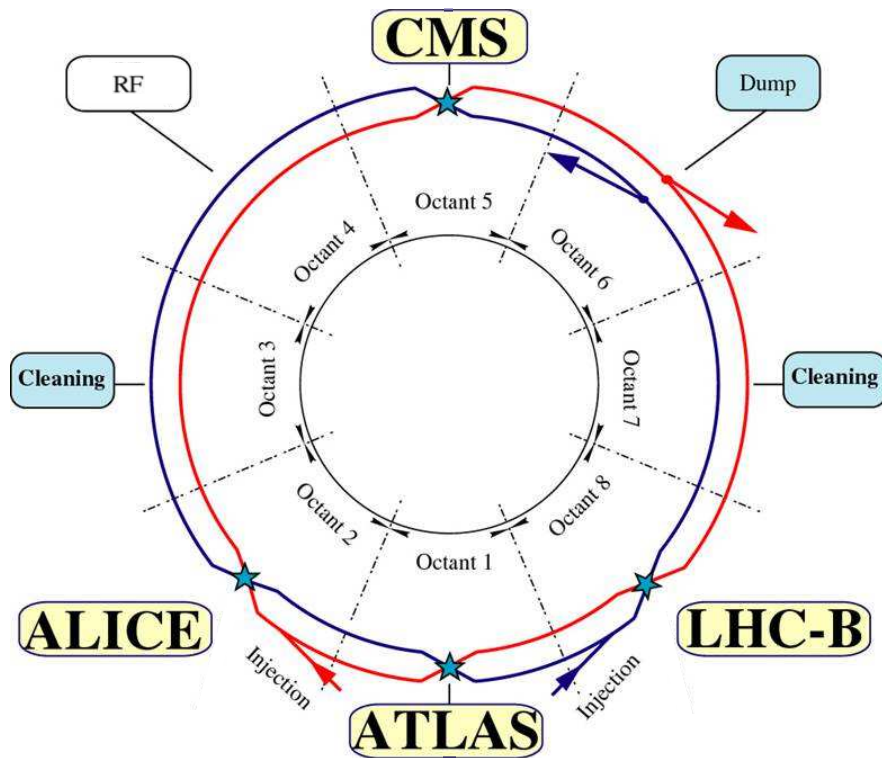 CMS
RF
Dump
Octant 5
Octant 4
Octant 6
Cleaning
Octant 3
Octant 7
Cleaning
Octant 2
Octant 8
Octant 1
ALICE
LHC-B
Injection
Injection
ATLAS